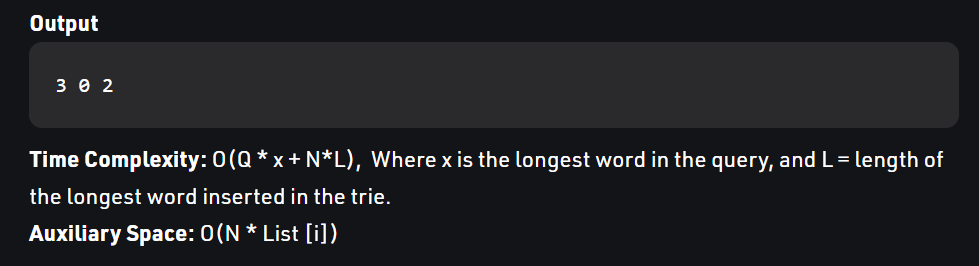 Output
3 0 2
Time Complexity: O(Q * x + N*L),  Where x is the longest word in the query, and L = length of
the longest word inserted in the trie.
Auxiliary Space: O(N * List [i])